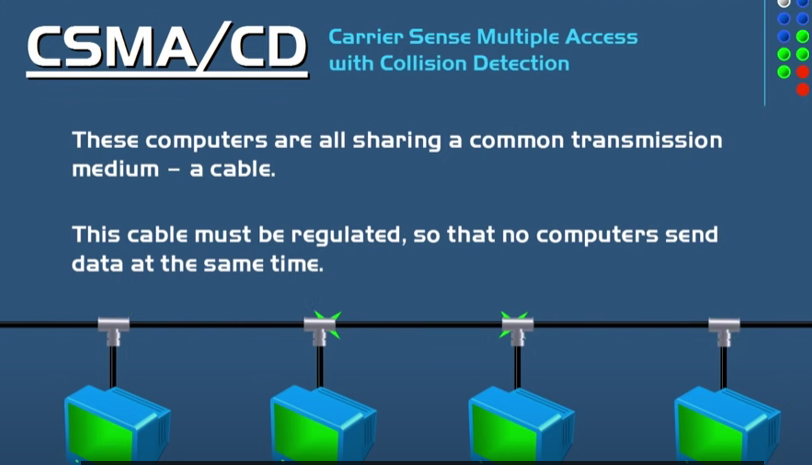 CSMA/CD
Carrier Sense Multiple Access
with Collision Detection
These computers are all sharing a common transmission
medium – a cable.
This cable must be regulated, so that no computers send
data at the same time.